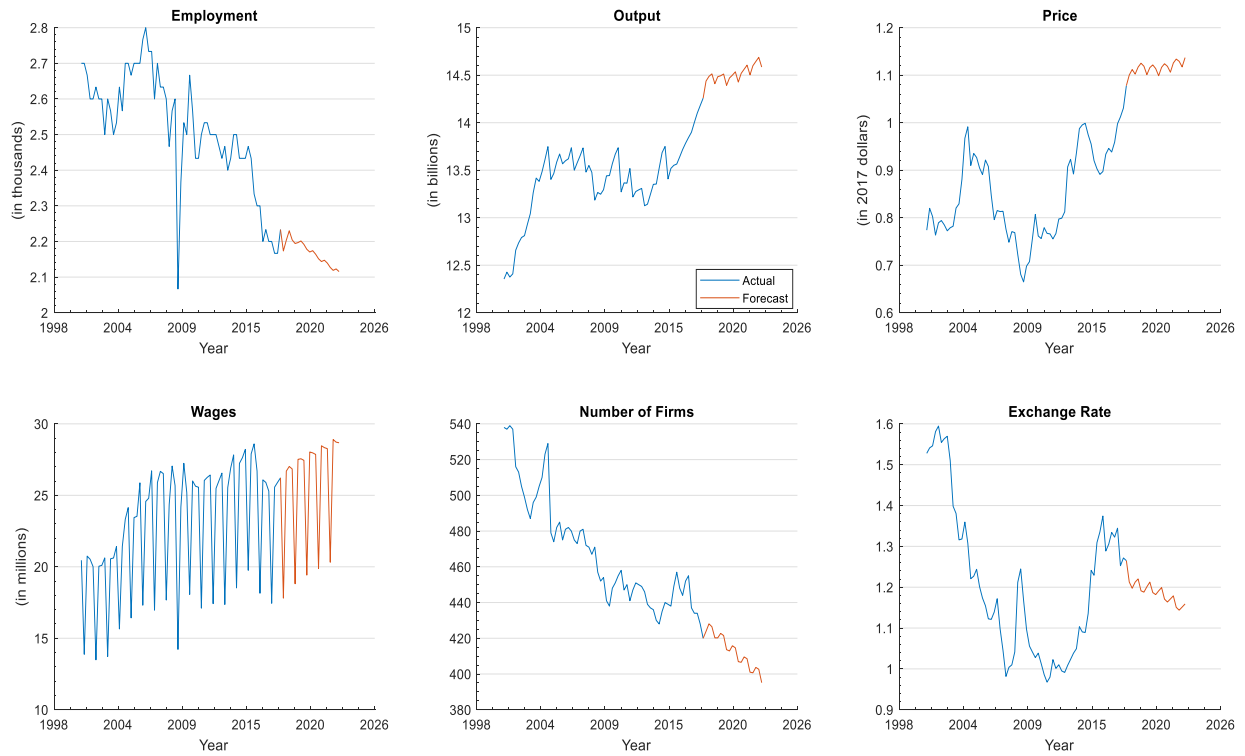 Employment
(in thousands)
2.8
2.7
2.6
2.5
2.4
2.3
2.2
2.1
2
1998 2004 2009 2015 2020 2026
Year
Output
(in billions)
15
14.5
14
13.5
13
12.5
12
Actual
Forecast
1998 2004 2009 2015 2020 2026
Year
Price
(in 2017 dollars)
1.2
1.1
1
0.9
0.8
0.7
0.6
1998 2004 2009 2015 2020 2026
Year
Wages
(in millions)
30
25
20
15
10
1998 2004 2009 2015 2020 2026
Year
Number of Firms
540
520
500
480
460
440
420
400
380
1998 2004 2009 2015 2020 2026
Year
Exchange Rate
1.6
1.5
1.4
1.3
1.2
1.1
1
0.9
1998 2004 2009 2015 2020 2026
Year